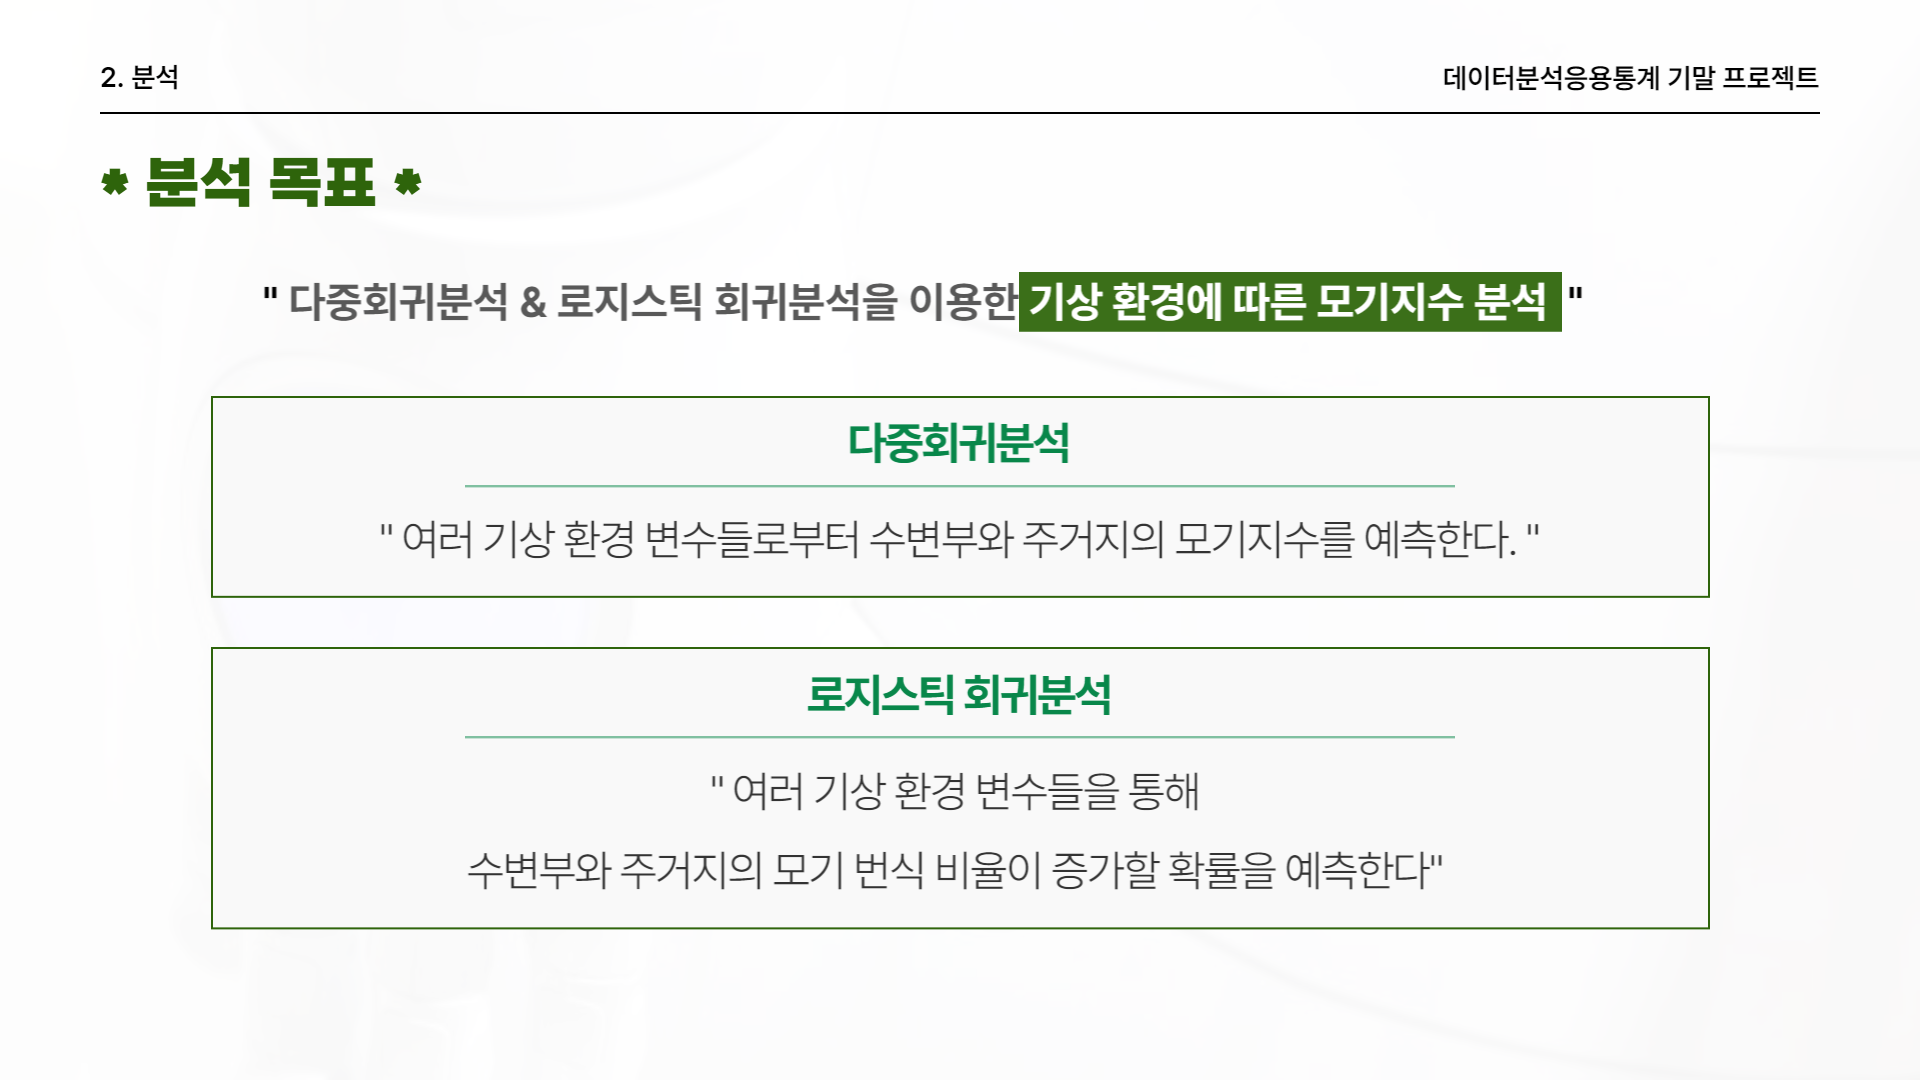 2. 분석
데이터분석응용통계 기말 프로젝트
* 분석 목표 *
" 다중회귀분석 & 로지스틱 회귀분석을 이용한 기상 환경에 따른 모기지수 분석 "
다중회귀분석
" 여러 기상 환경 변수들로부터 수변부와 주거지의 모기지수를 예측한다. "
로지스틱 회귀분석
" 여러 기상 환경 변수들을 통해
수변부와 주거지의 모기 번식 비율이 증가할 확률을 예측한다"